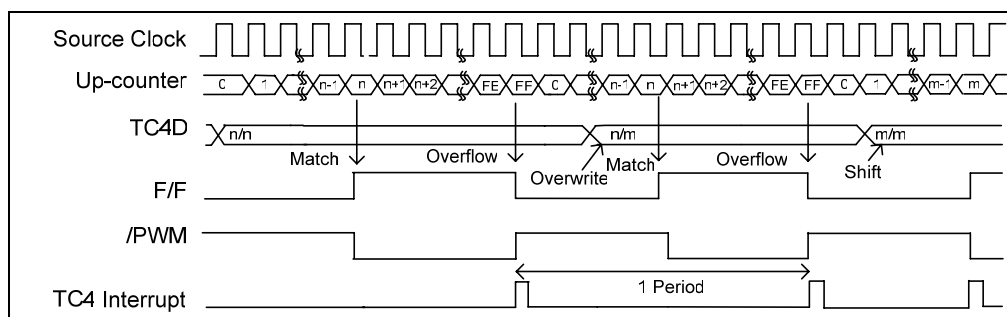 Source Clock
Up-counter 0 1 n-1 n n+1 n+2 FE FF 0 n-1 n n+1 n+2 FE FF 0 1 m-1 m
TC4D n/n n/m m/m
Match Overflow Overwrite Match Overflow Shift
F/F
/PWM
1 Period
TC4 Interrupt